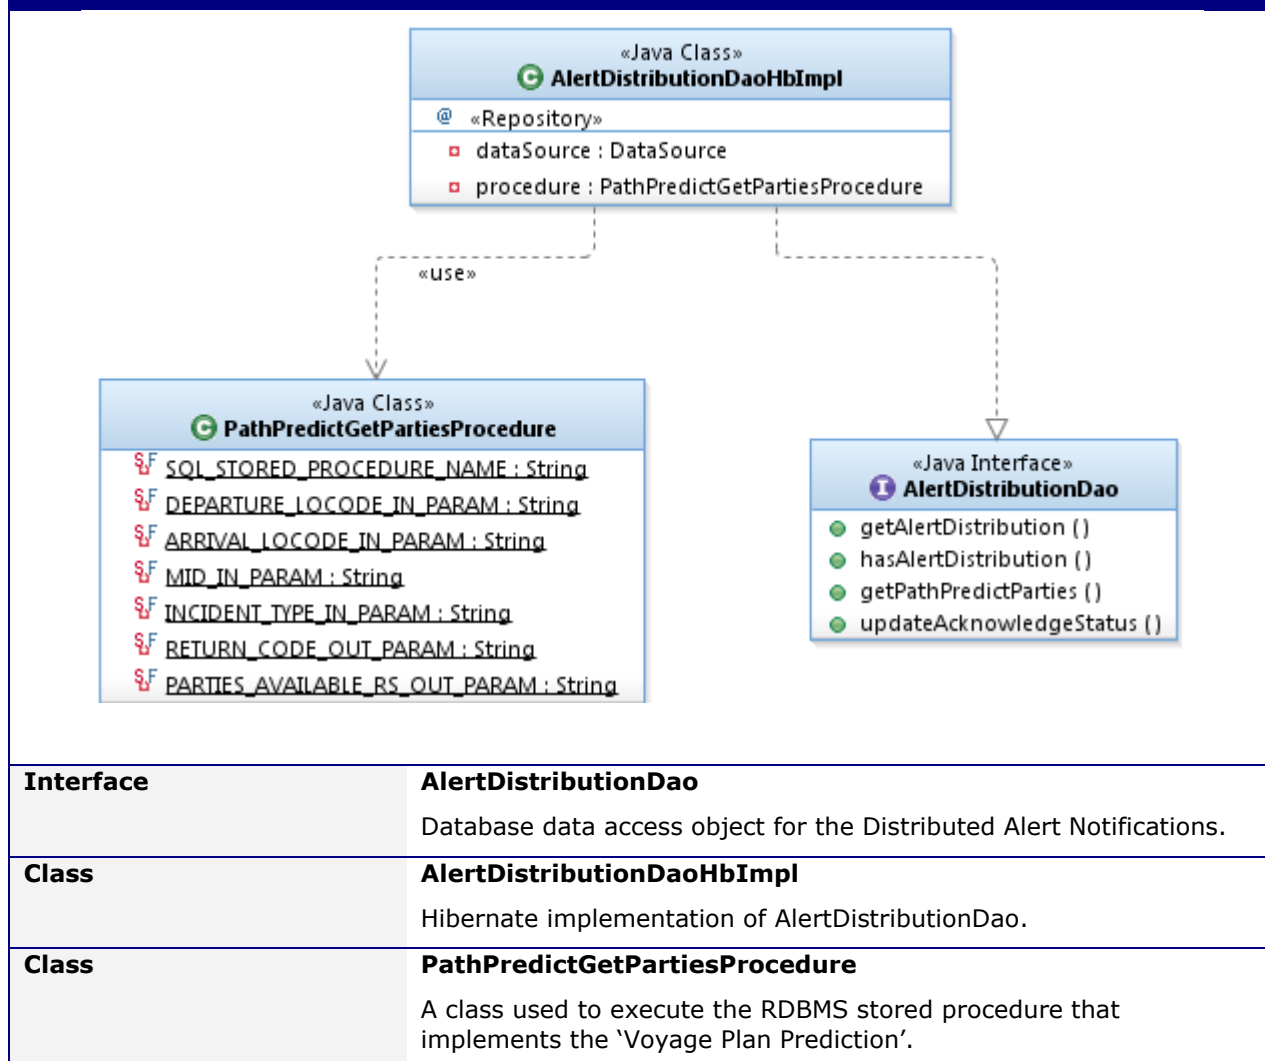 «Java Class»
AlertDistributionDaoHbImpl
«Repository»
dataSource : DataSource
procedure : PathPredictGetPartiesProcedure
«use»
«Java Class»
PathPredictGetPartiesProcedure
SQL_STORED_PROCEDURE_NAME : String
DEPARTURE_LOCODE_IN_PARAM : String
ARRIVAL_LOCODE_IN_PARAM : String
MID_IN_PARAM : String
INCIDENT_TYPE_IN_PARAM : String
RETURN_CODE_OUT_PARAM : String
PARTIES_AVAILABLE_RS_OUT_PARAM : String
«Java Interface»
AlertDistributionDao
getAlertDistribution ( )
hasAlertDistribution ( )
getPathPredictParties ( )
updateAcknowledgeStatus ( )
Interface
AlertDistributionDao
Database data access object for the Distributed Alert Notifications.
Class
AlertDistributionDaoHbImpl
Hibernate implementation of AlertDistributionDao.
Class
PathPredictGetPartiesProcedure
A class used to execute the RDBMS stored procedure that
implements the ‘Voyage Plan Prediction’.